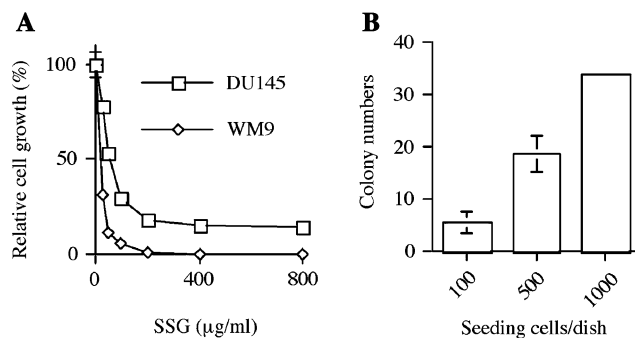 A
Relative cell growth (%)
100
50
0
DU145
WM9
0
400
800
SSG (µg/ml)
B
Colony numbers
40
30
20
10
0
100
500
1000
Seeding cells/dish